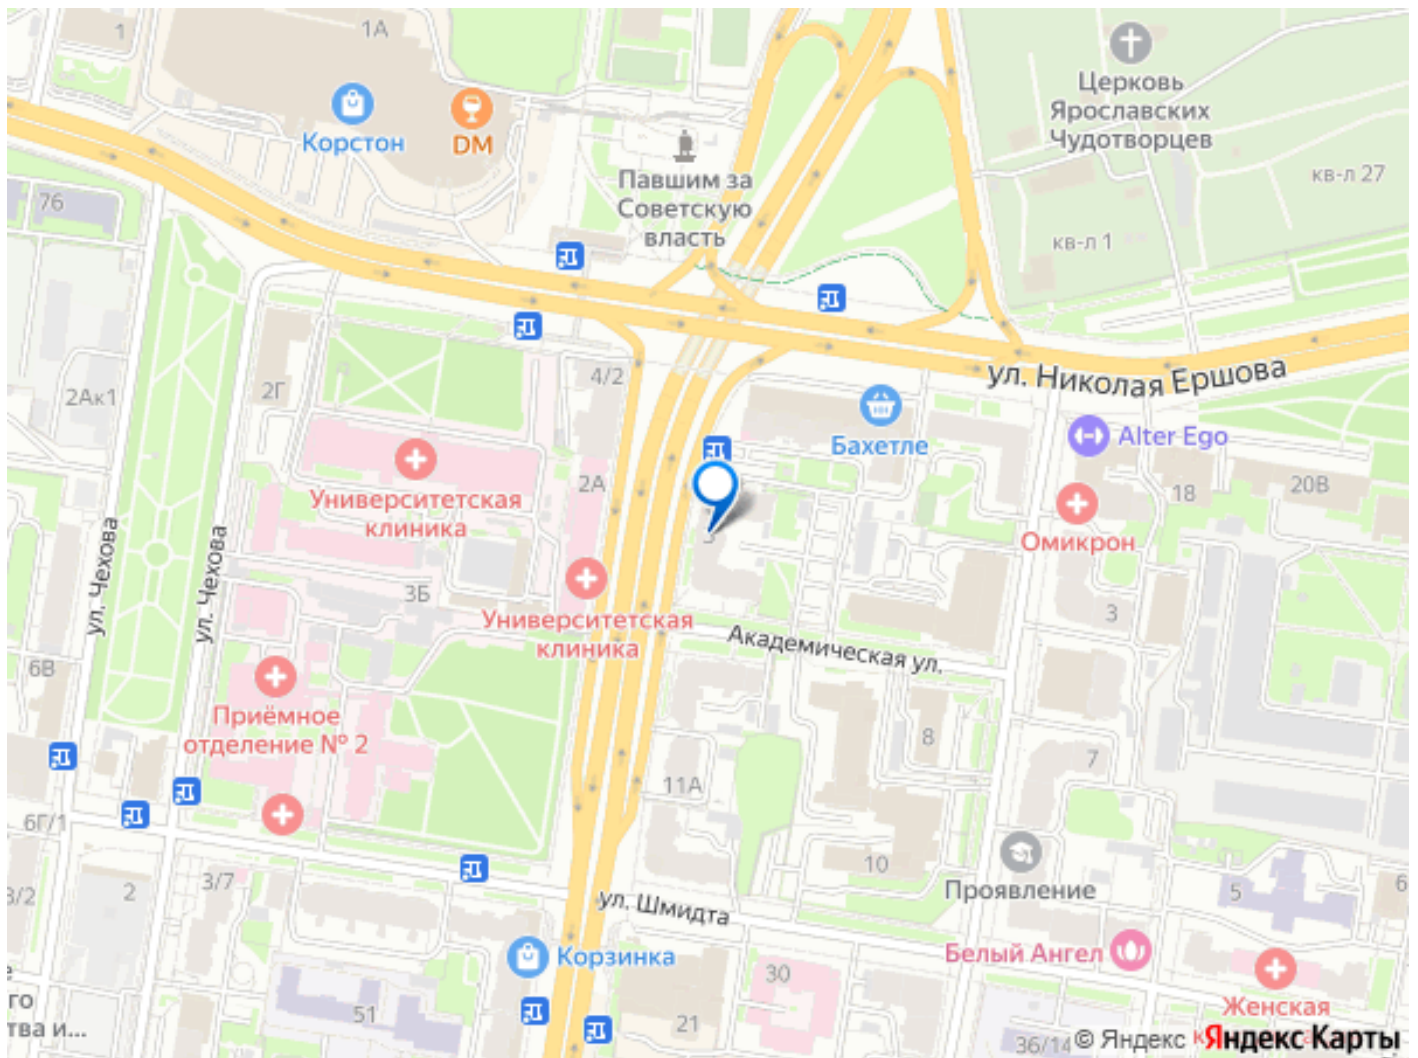 1
1А
Корстон
DM
Церковь
Ярославских
Чудотворцев
кв-л 27
Павшим за
Советскую
власть
76
кв-л 1
2Ак1
2Г
4/2
ул. Николая Ершова
Бахетле
Alter Ego
Университетская
клиника
2А
18
20В
Омикрон
ул. Чехова
ул. Чехова
3Б
Университетская
клиника
3
Академическая ул.
6В
Приёмное
отделение № 2
8
7
11А
6Г/1
10
3/7
2
3/2
ул. Шмидта
Проявление
5
6
Корзинка
Белый Ангел
30
Женская
го
тва и...
51
21
36/14
© Яндекс
Яндекс Карты